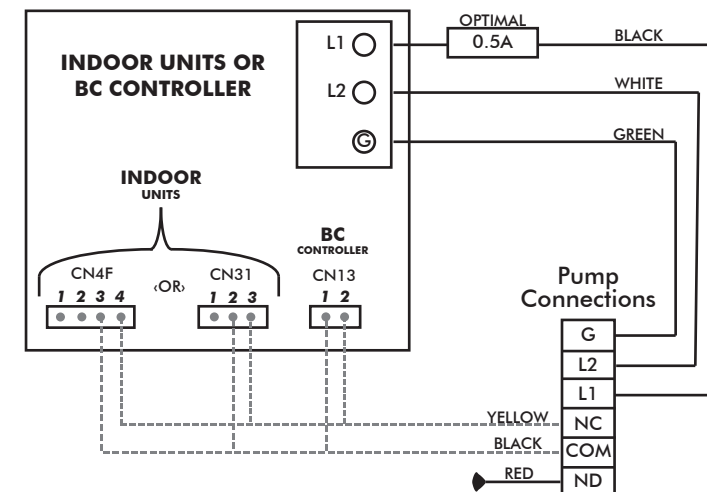 OPTIMAL
L1
0.5A
BLACK
INDOOR UNITS OR
BC CONTROLLER
L2
WHITE
G
GREEN
INDOOR
UNITS
BC
CONTROLLER
CN4F
‹OR›
CN31
CN13
1 2 3 4
1 2 3
1 2
Pump
Connections
G
L2
L1
YELLOW
NC
BLACK
COM
RED
ND